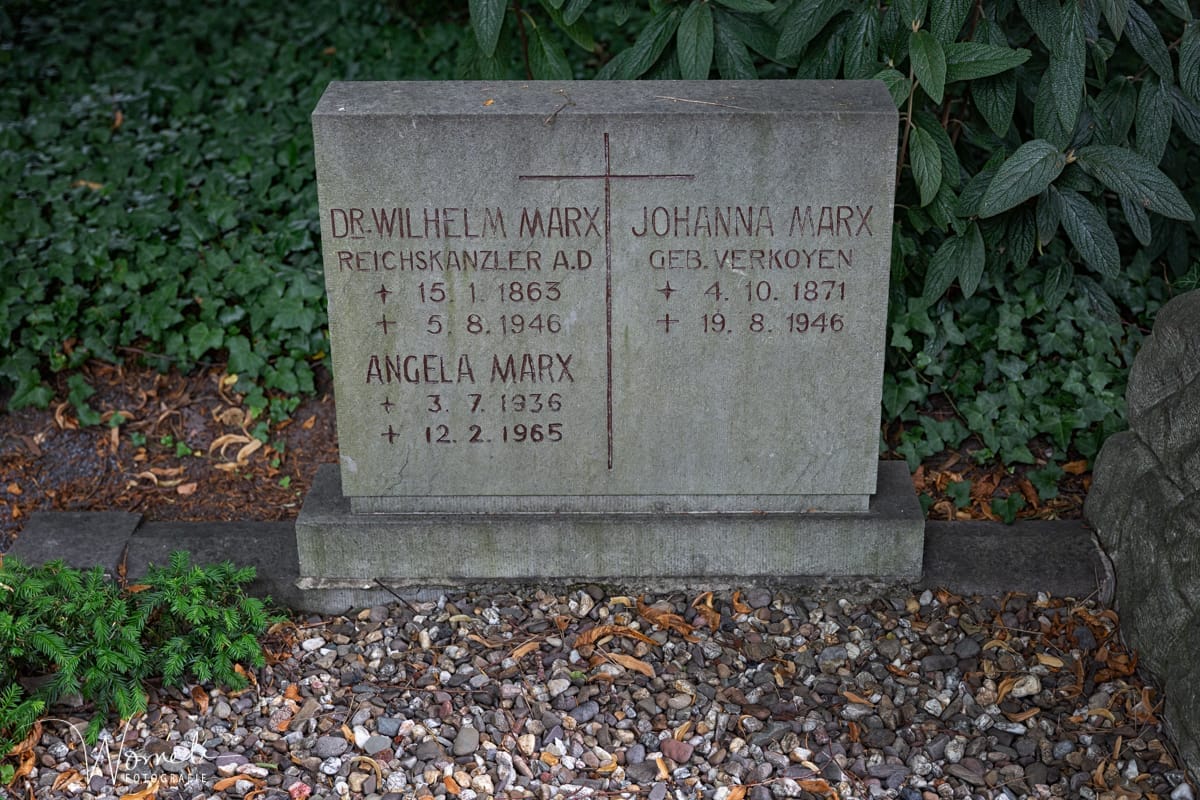 DR. WILHELM MARX
REICHSKANZLER A.D
+ 15. 1. 1863
+ 5. 8. 1946
ANGELA MARX
+ 3. 7. 1936
+ 12. 2. 1965
JOHANNA MARX
GEB. VERKOYEN
+ 4. 10. 1871
+ 19. 8. 1946
FOTOGRAFIE